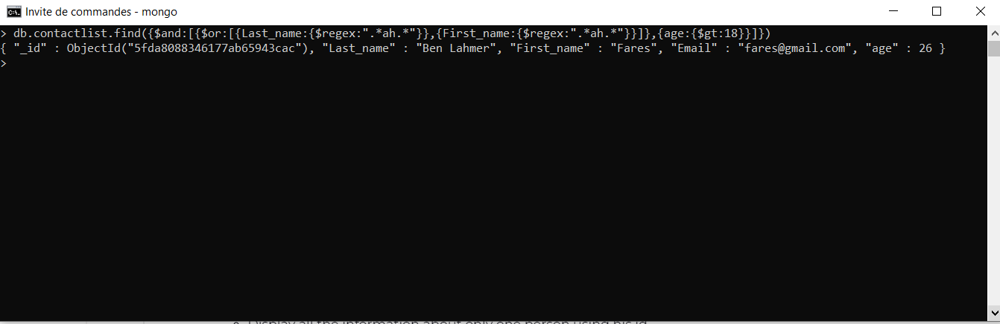 Invite de commandes - mongo
> db.contactlist.find({$and:[{$or:[{Last_name:{$regex:".*ah.*"}},{First_name:{$regex:".*ah.*"}}]},{age:{$gt:18}}]})
{ "_id" : ObjectId("5fda8088346177ab65943cac"), "Last_name" : "Ben Lahmer", "First_name" : "Fares", "Email" : "fares@gmail.com", "age" : 26 }
>
Display all the information about only one person using his id